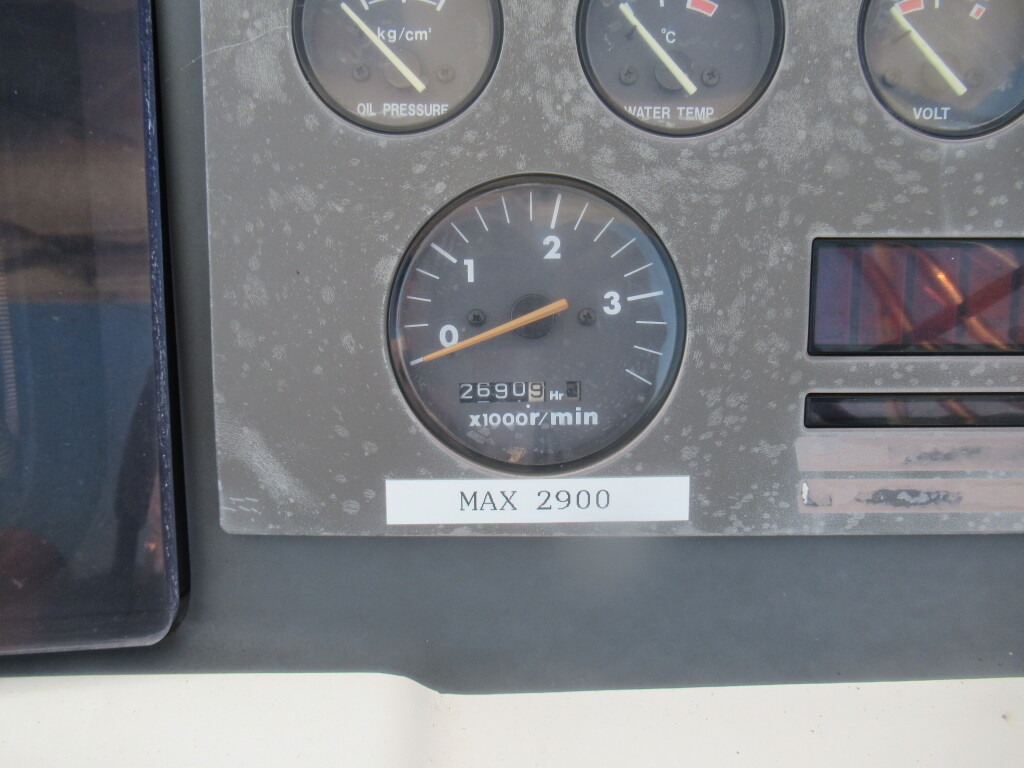 kg/cm²
OIL PRESSURE
°C
WATER TEMP
VOLT
0 1 2 3
26909 Hr
x1000r/min
MAX 2900